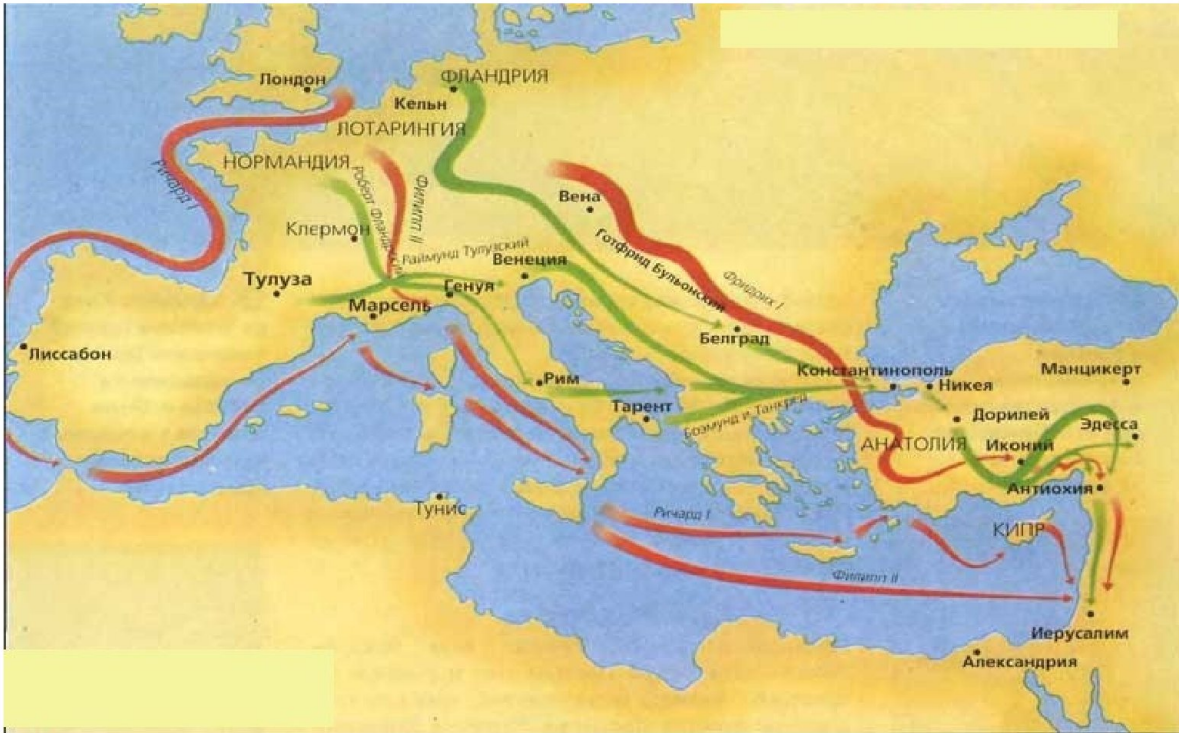 ФЛАНДРИЯ
Лондон
Кельн
ЛОТАРИНГИЯ
НОРМАНДИЯ
Ричард I
Роберт Фландрский
Филипп II
Вена
Клермон
Раймунд Тулузский
Венеция
Готфрид Бульонский
Фридрих I
Тулуза
Генуя
Марсель
Белград
Лиссабон
Константинополь
Манцикерт
Рим
Никея
Тарент
Боэмунд и Танкред
Дорилей
Эдесса
АНАТОЛИЯ
Иконий
Антиохия
Тунис
Ричард I
КИПР
Филипп II
Иерусалим
Александрия